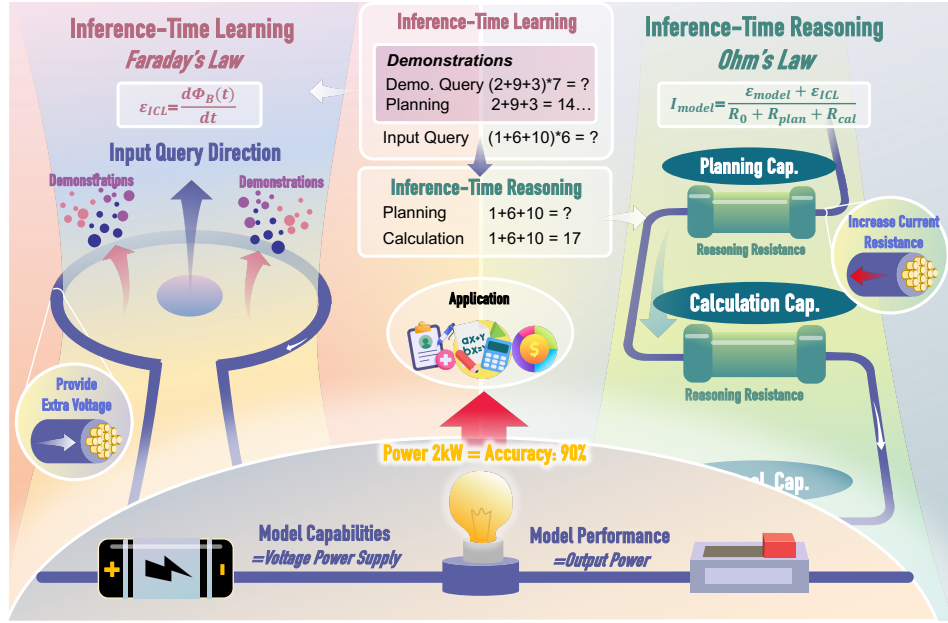 Inference-Time Learning
Faraday's Law
ε_ICL = dΦ_B(t) / dt
Input Query Direction
Demonstrations
Demonstrations
Provide
Extra Voltage
Inference-Time Learning
Demonstrations
Demo. Query (2+9+3)*7 = ?
Planning 2+9+3 = 14…
Input Query (1+6+10)*6 = ?
Inference-Time Reasoning
Planning 1+6+10 = ?
Calculation 1+6+10 = 17
Application
ax+y
bx=
$
Inference-Time Reasoning
Ohm's Law
I_model = ε_model + ε_ICL / R_0 + R_plan + R_cal
Planning Cap.
Reasoning Resistance
Increase Current
Resistance
Calculation Cap.
Reasoning Resistance
Cap.
Power 2kW = Accuracy: 90%
Model Capabilities
=Voltage Power Supply
Model Performance
=Output Power
+ -